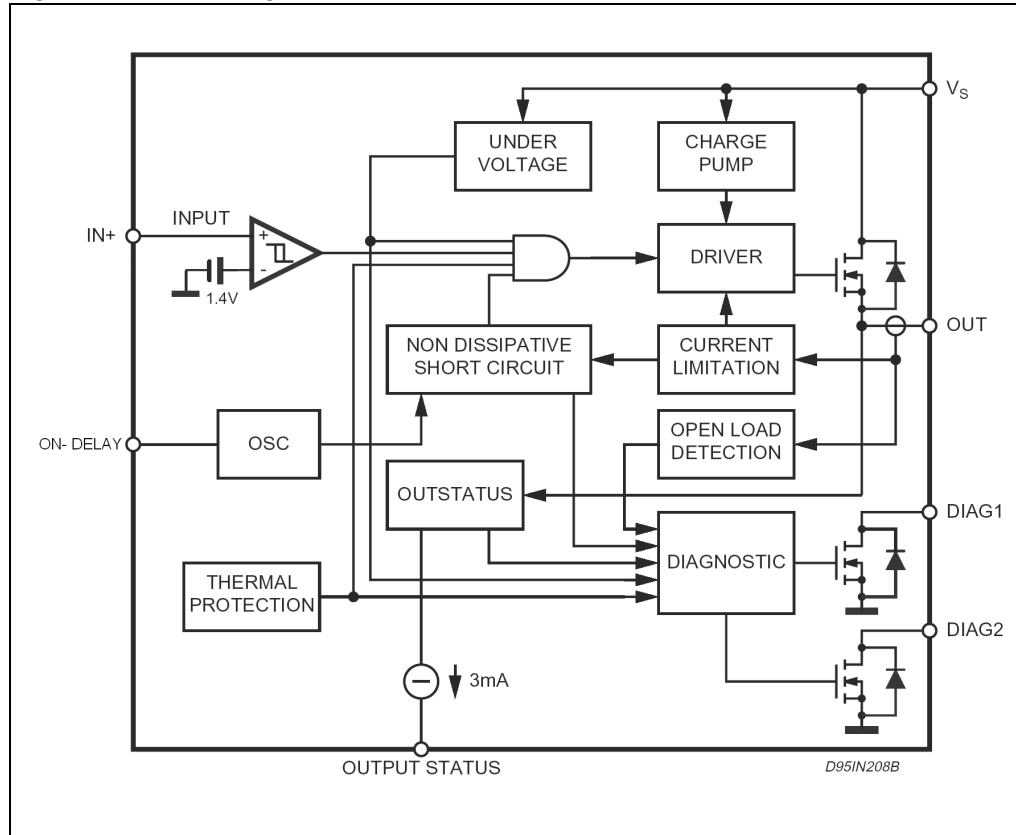 V_S
UNDER
VOLTAGE
CHARGE
PUMP
INPUT
IN+
+
-
1.4V
DRIVER
OUT
NON DISSIPATIVE
SHORT CIRCUIT
CURRENT
LIMITATION
ON- DELAY
OSC
OPEN LOAD
DETECTION
OUTSTATUS
DIAG1
DIAGNOSTIC
THERMAL
PROTECTION
DIAG2
3mA
OUTPUT STATUS
D95IN208B